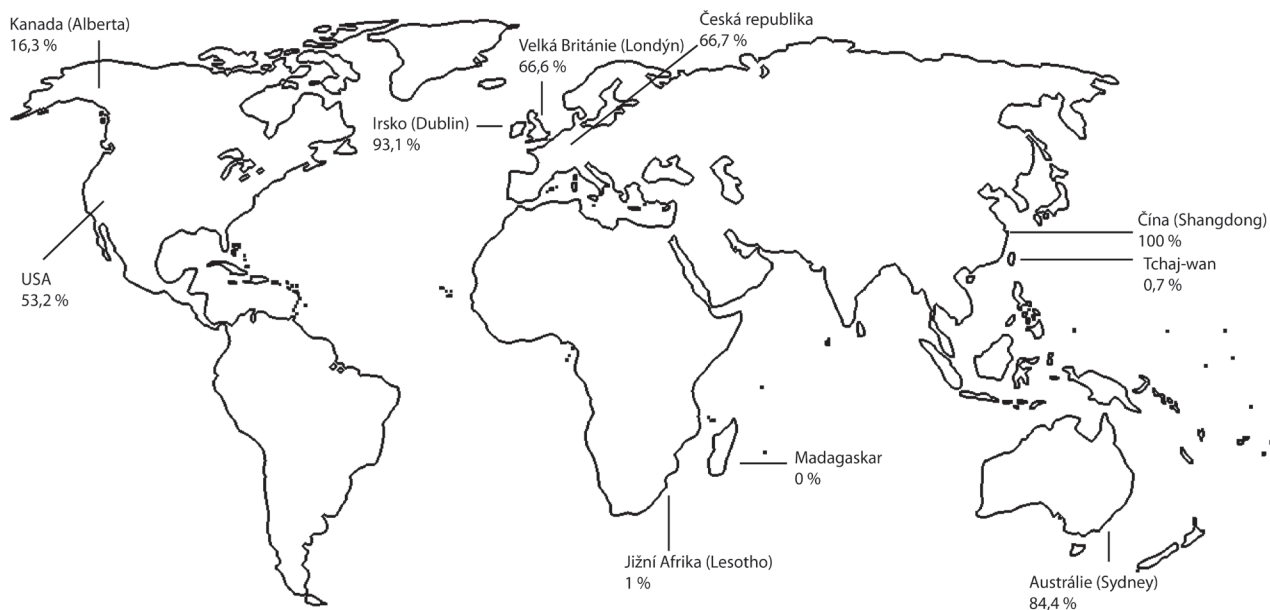 Kanada (Alberta)
16,3 %
Česká republika
66,7 %
Velká Británie (Londýn)
66,6 %
Irsko (Dublin)
93,1 %
USA
53,2 %
Čína (Shangdong)
100 %
Tchaj-wan
0,7 %
Madagaskar
0 %
Jižní Afrika (Lesotho)
1 %
Austrálie (Sydney)
84,4 %